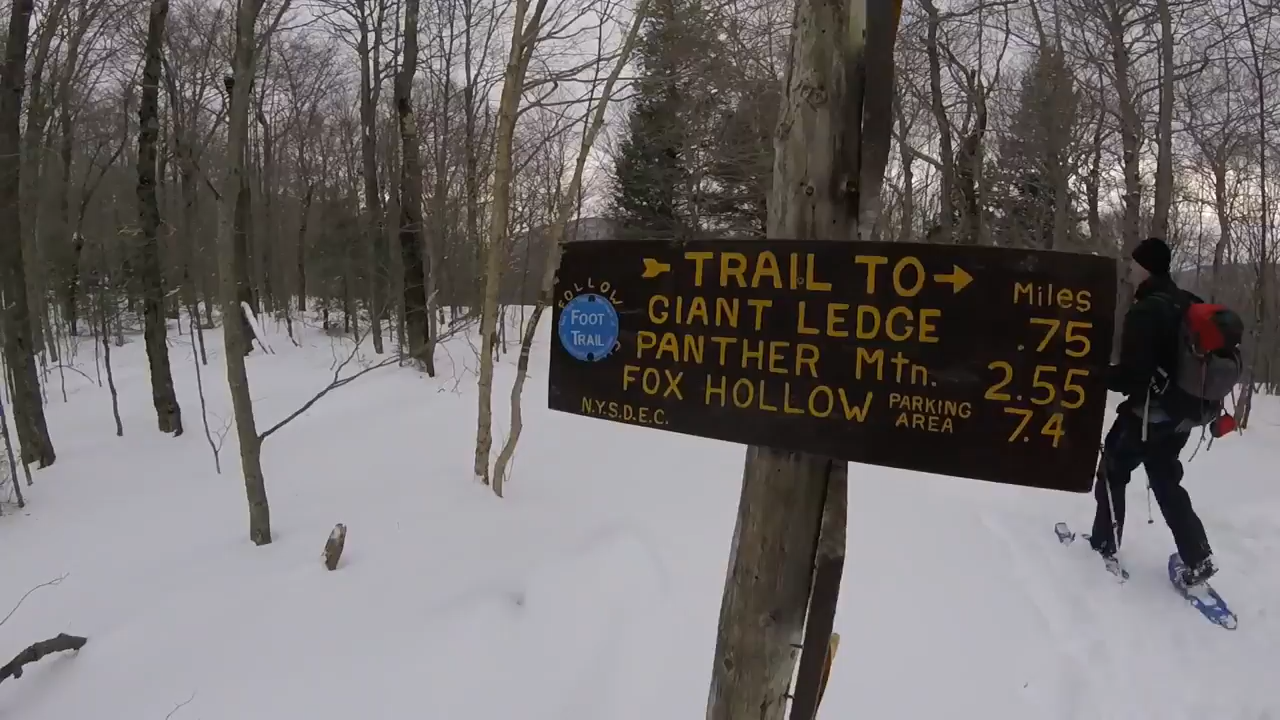 TRAIL TO
Miles
GIANT LEDGE .75
PANTHER Mtn. 2.55
FOX HOLLOW PARKING AREA 7.4
N.Y.S.D.E.C.
FOLLOW
FOOT
TRAIL